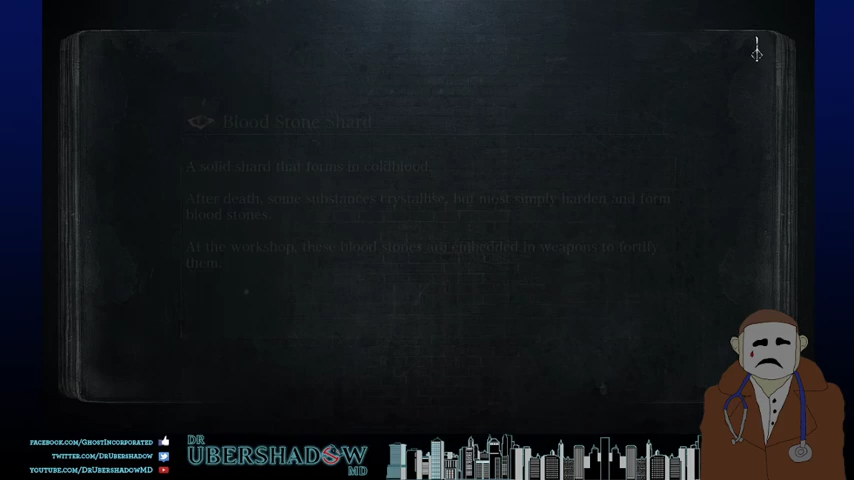 Blood Stone Shard
A solid shard that forms in coldblood.
After death, some substances crystallise, but most simply harden and form
blood stones.
At the workshop, these blood stones are embedded in weapons to fortify
them.
FACEBOOK.COM/GHOSTINCORPORATED
TWITTER.COM/DRUBERSHADOW
YOUTUBE.COM/DRUBERSHADOWMD
DR
UBERSHADOW
MD